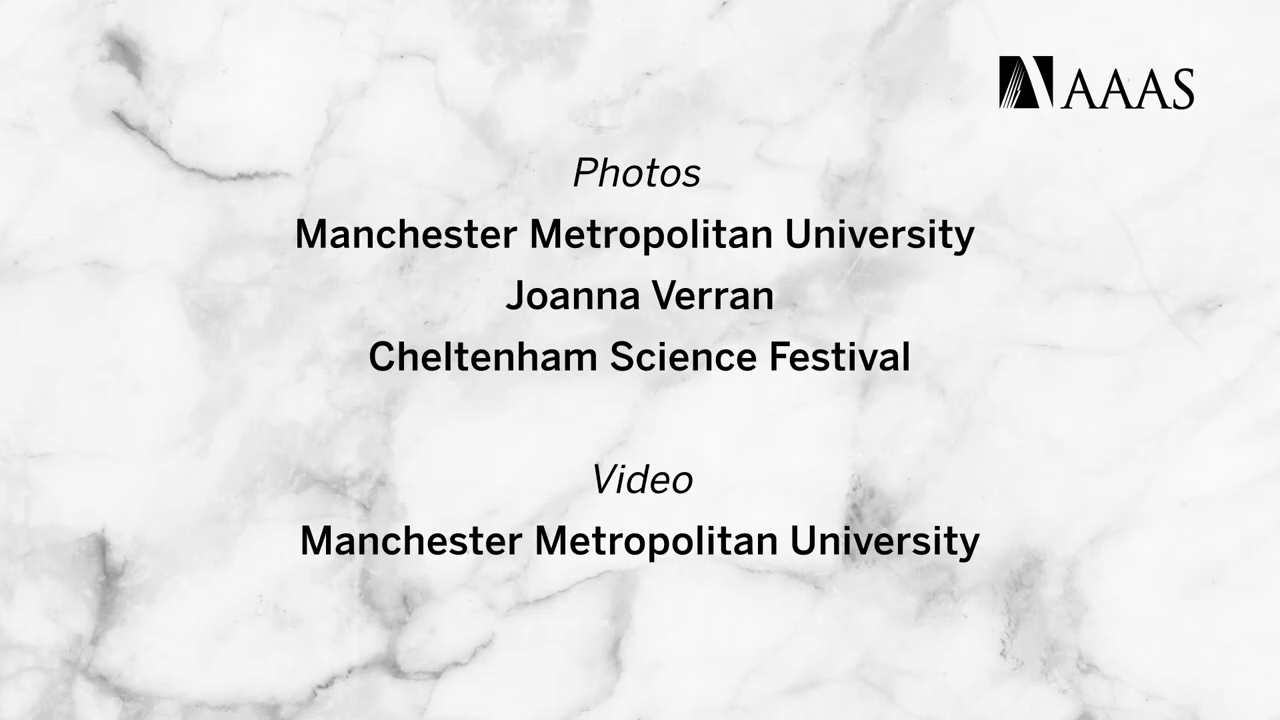 AAAS
Photos
Manchester Metropolitan University
Joanna Verran
Cheltenham Science Festival
Video
Manchester Metropolitan University